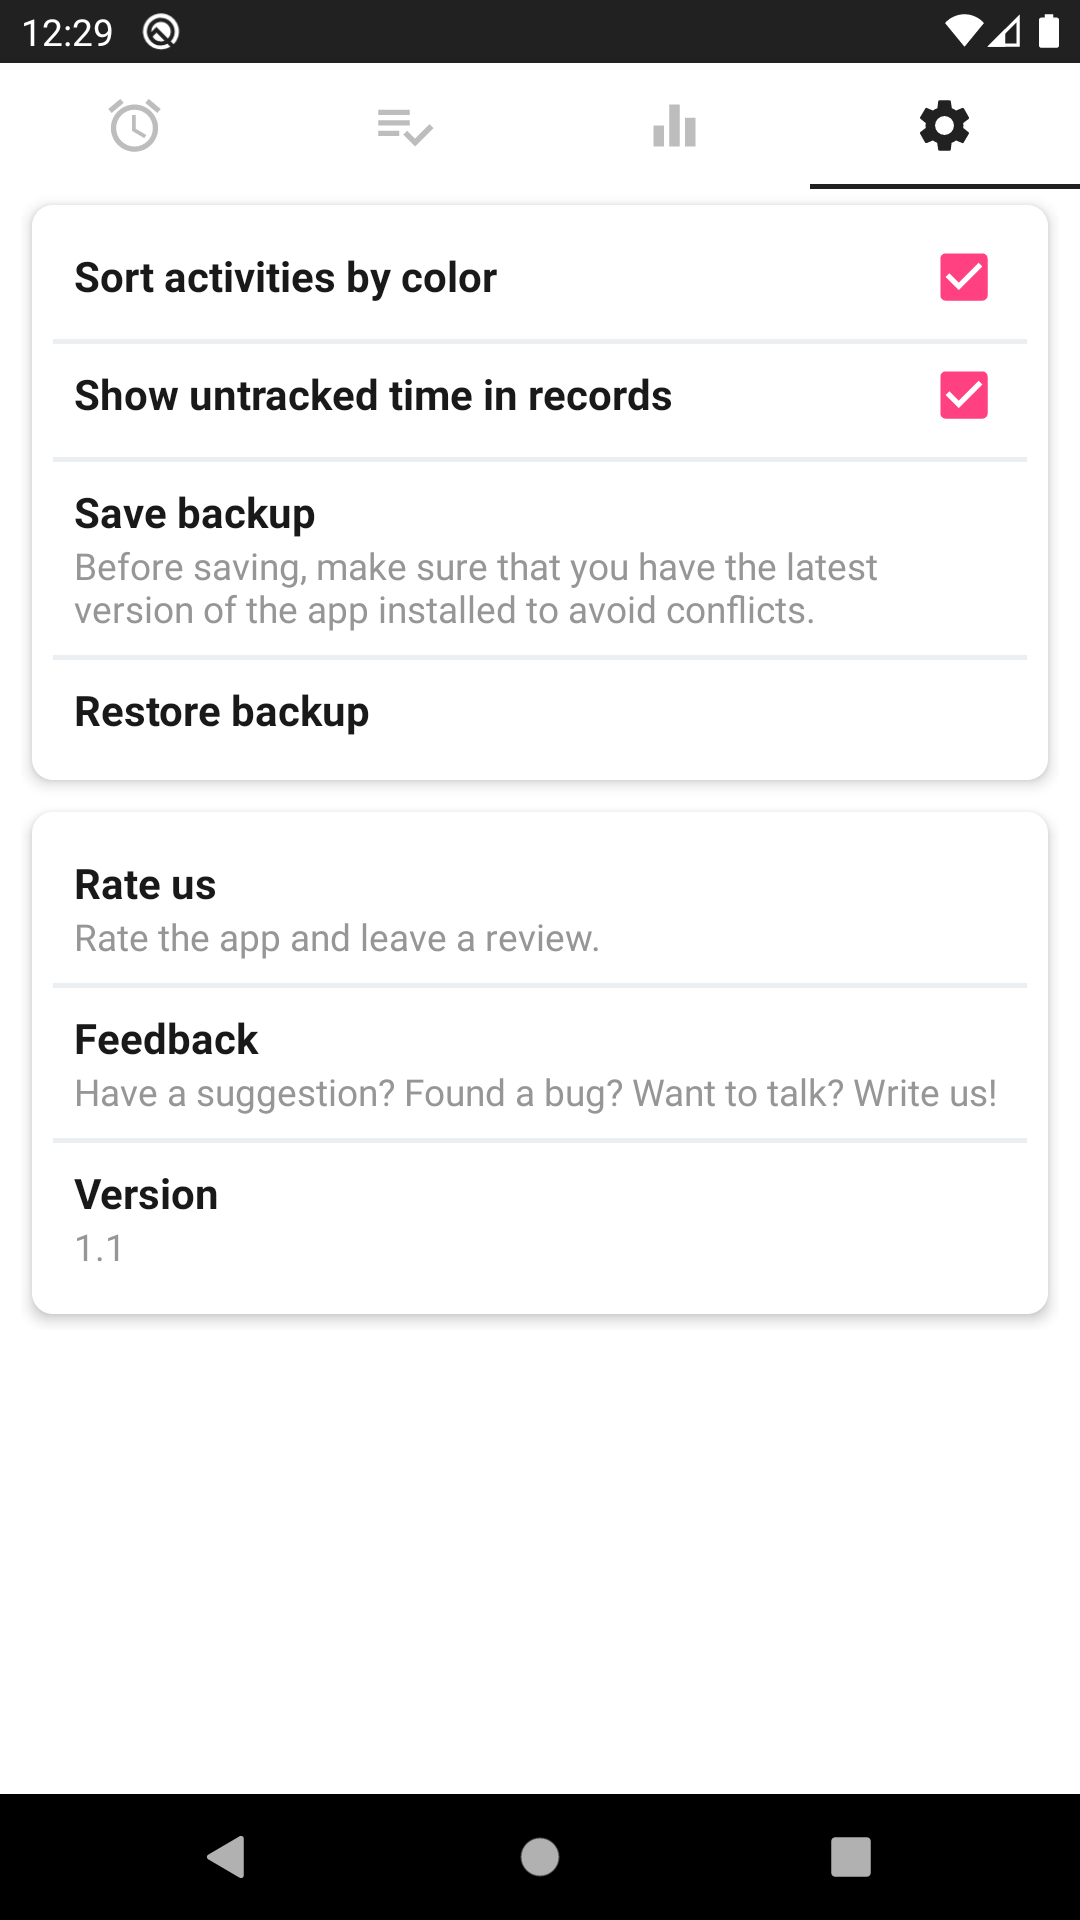 12:29
Sort activities by color
Show untracked time in records
Save backup
Before saving, make sure that you have the latest
version of the app installed to avoid conflicts.
Restore backup
Rate us
Rate the app and leave a review.
Feedback
Have a suggestion? Found a bug? Want to talk? Write us!
Version
1.1